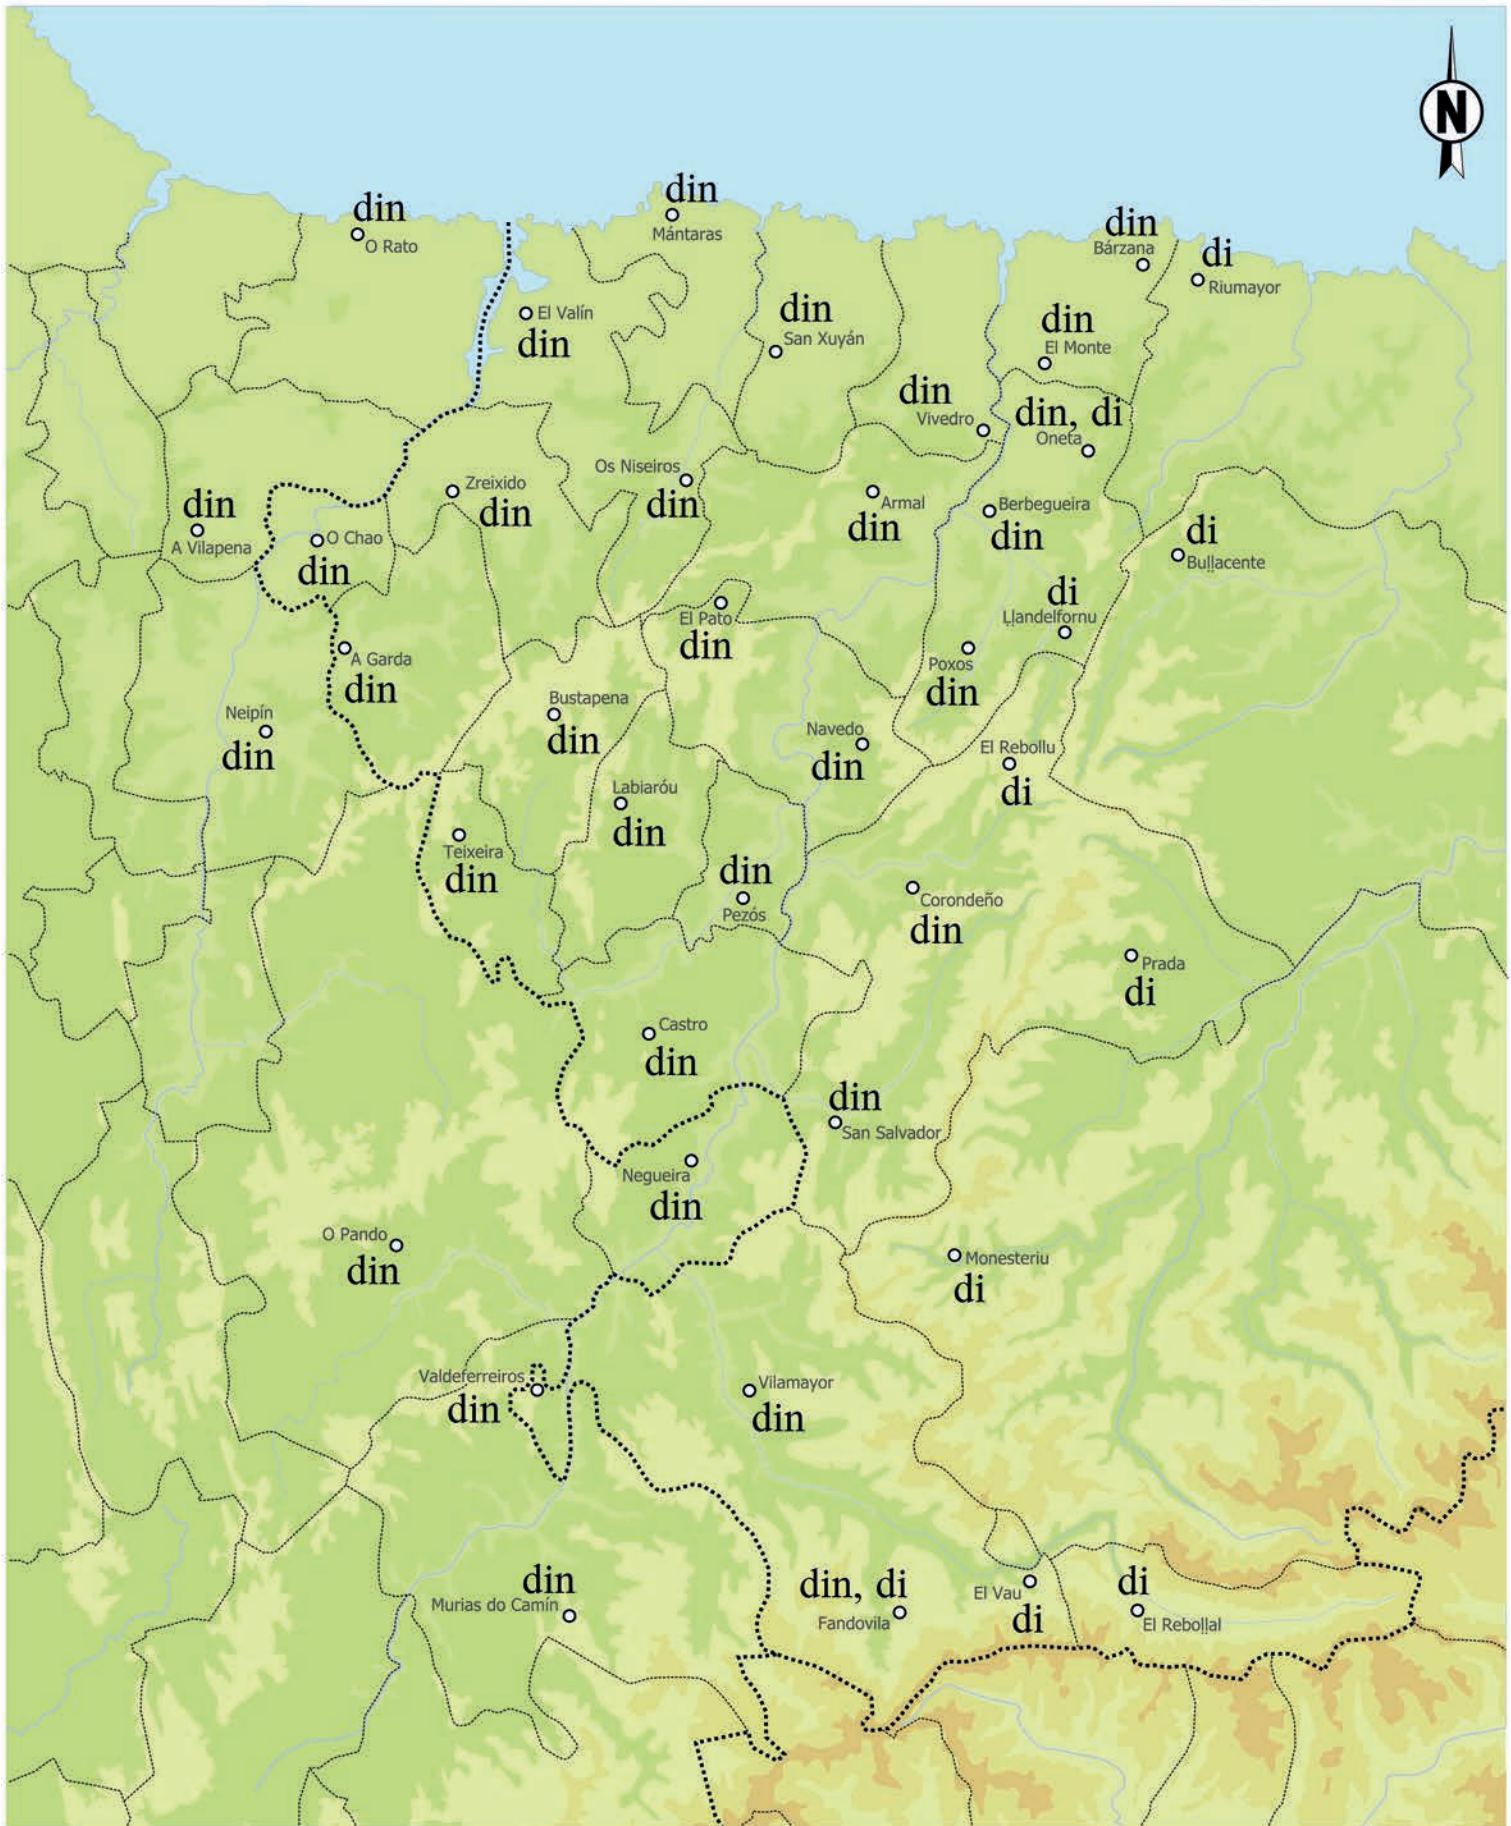 N
din
O Rato
din
Mántaras
din
Bárzana
di
Riumayor
El Valín
din
din
San Xuyán
din
El Monte
din
Vivedro
din, di
Oneta
Os Niseiros
din
Zreixido
din
din
A Vilapena
O Chao
din
Armal
din
Berbegueira
din
di
Buḷḷacente
di
Ḷḷandelfornu
El Pato
din
A Garda
din
Poxos
din
Bustapena
din
Neipín
din
Navedo
din
El Rebollu
di
Labiaróu
din
Teixeira
din
din
Pezós
Corondeño
din
Prada
di
Castro
din
din
San Salvador
Negueira
din
O Pando
din
Monesteriu
di
Valdeferreiros
din
Vilamayor
din
din
Murias do Camín
din, di
Fandovila
El Vau
di
di
El Reboḷḷal